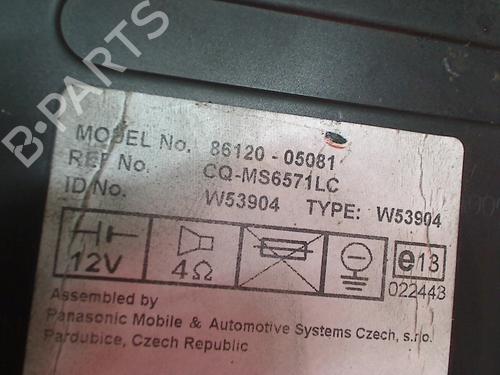 B-PARTS
MODEL No. 86120 - 05081
REF No. CQ-MS6571LC
ID No. W53904 TYPE: W53904
12V 4Ω e13
022443
Assembled by
Panasonic Mobile & Automotive Systems Czech, s.r.o.
Pardubice, Czech Republic